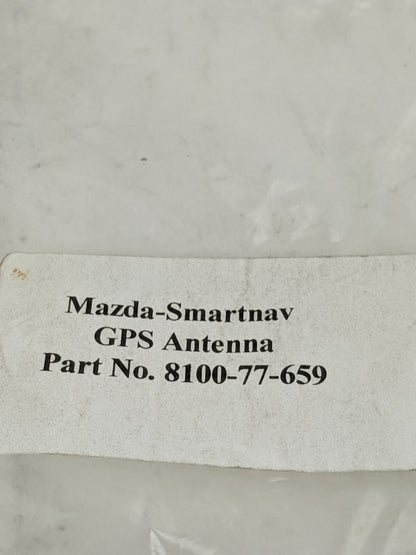 Mazda-Smartnav
GPS Antenna
Part No. 8100-77-659